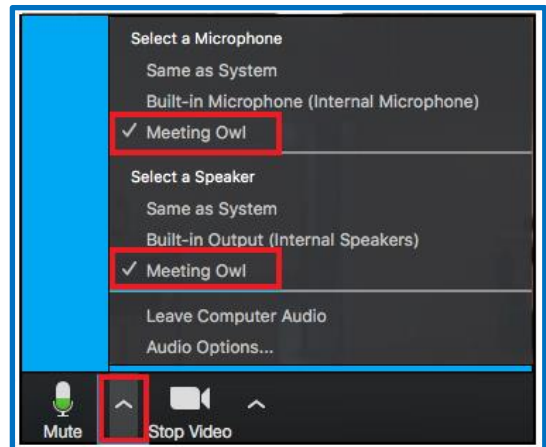 Select a Microphone
Same as System
Built-in Microphone (Internal Microphone)
✓ Meeting Owl
Select a Speaker
Same as System
Built-in Output (Internal Speakers)
✓ Meeting Owl
Leave Computer Audio
Audio Options...
Mute
Stop Video